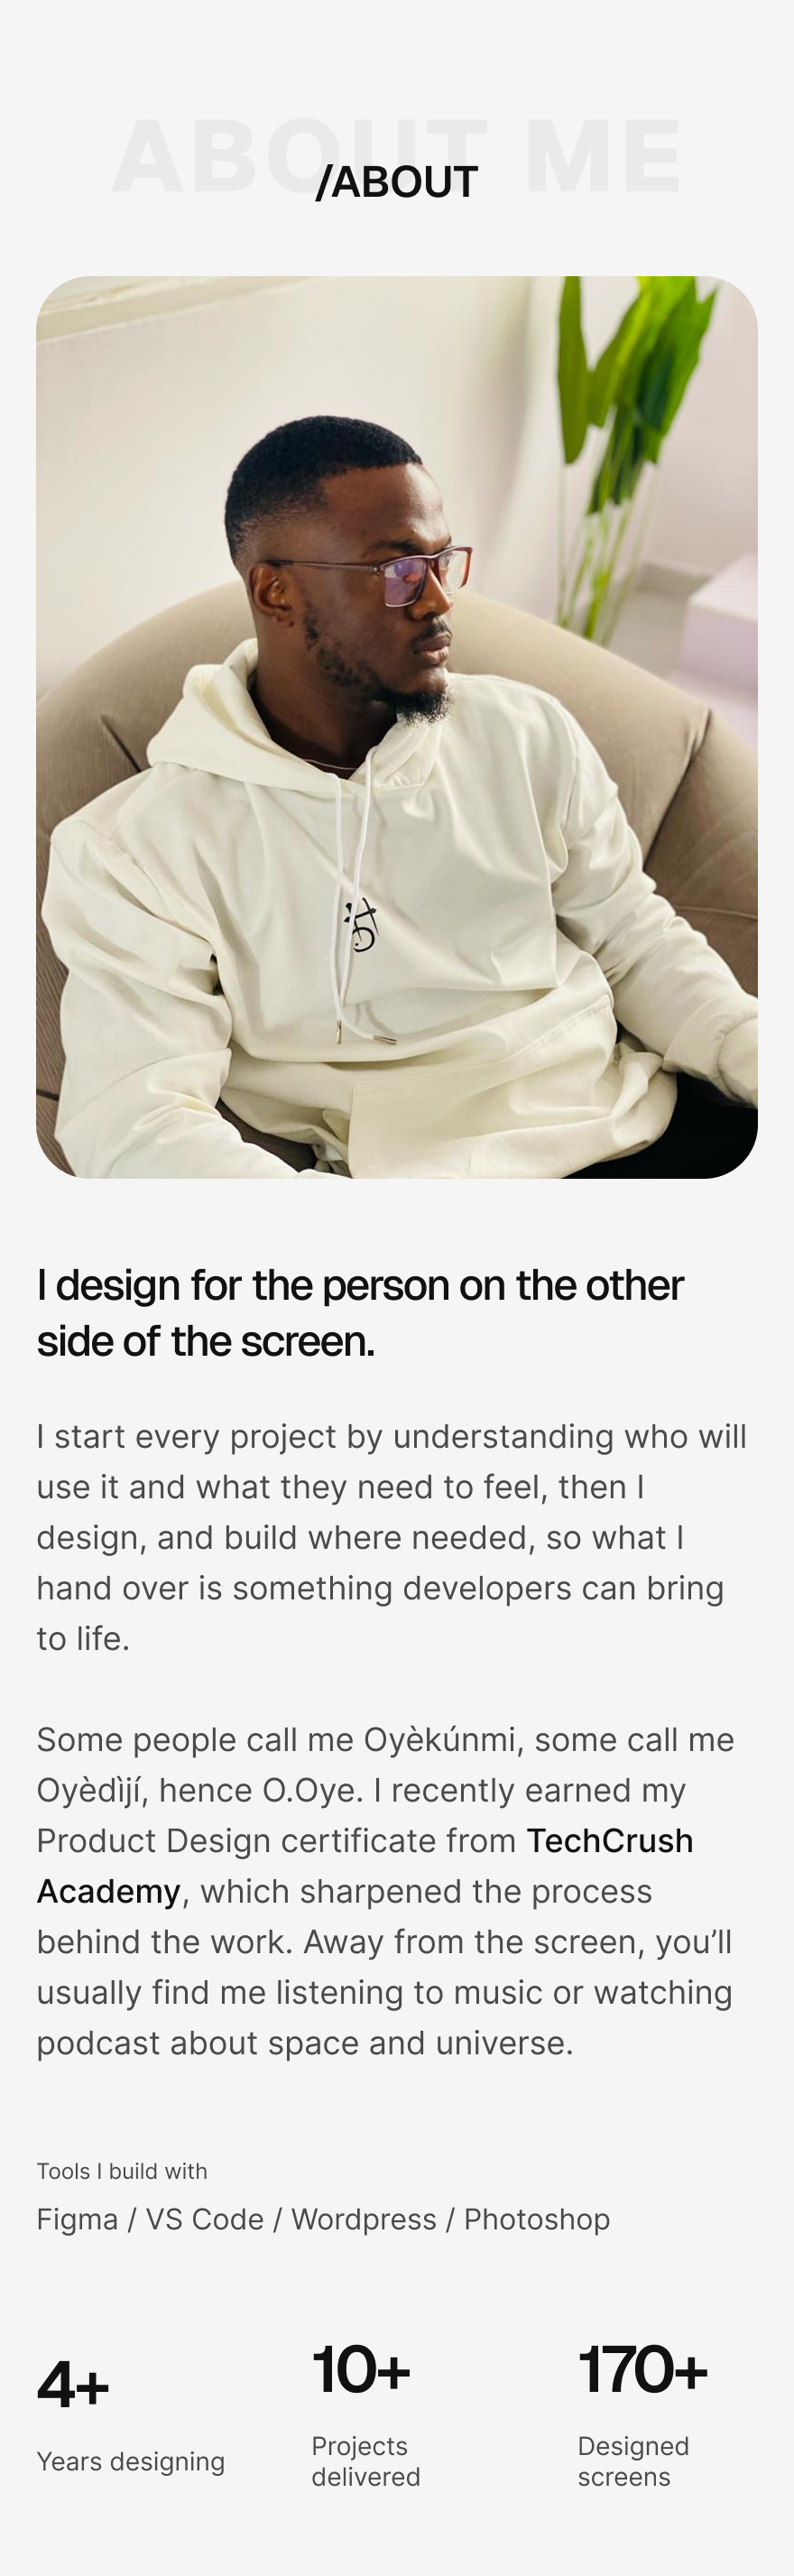 ABOUT ME
/ABOUT
I design for the person on the other
side of the screen.
I start every project by understanding who will
use it and what they need to feel, then I
design, and build where needed, so what I
hand over is something developers can bring
to life.
Some people call me Oyèkúnmi, some call me
Oyèdìjí, hence O.Oye. I recently earned my
Product Design certificate from TechCrush
Academy, which sharpened the process
behind the work. Away from the screen, you’ll
usually find me listening to music or watching
podcast about space and universe.
Tools I build with
Figma / VS Code / Wordpress / Photoshop
4+
Years designing
10+
Projects
delivered
170+
Designed
screens